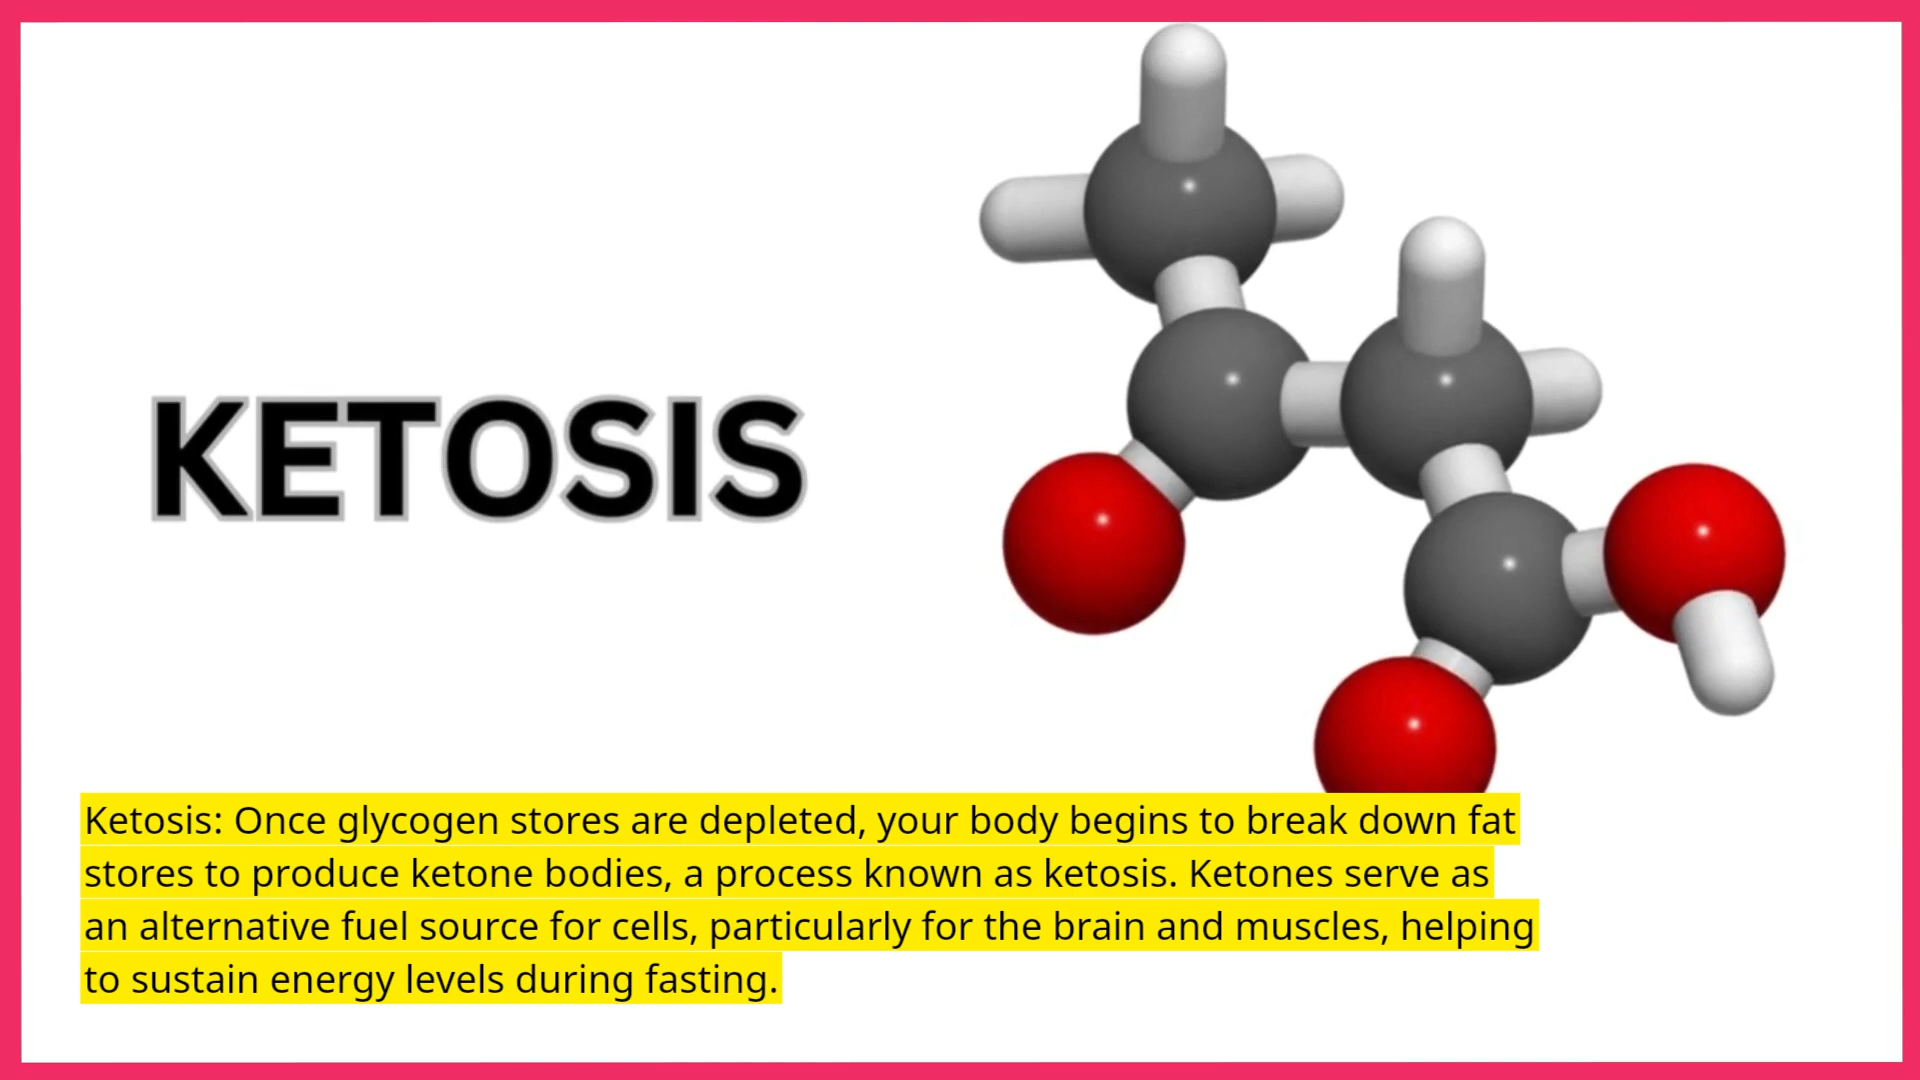 KETOSIS
Ketosis: Once glycogen stores are depleted, your body begins to break down fat
stores to produce ketone bodies, a process known as ketosis. Ketones serve as
an alternative fuel source for cells, particularly for the brain and muscles, helping
to sustain energy levels during fasting.